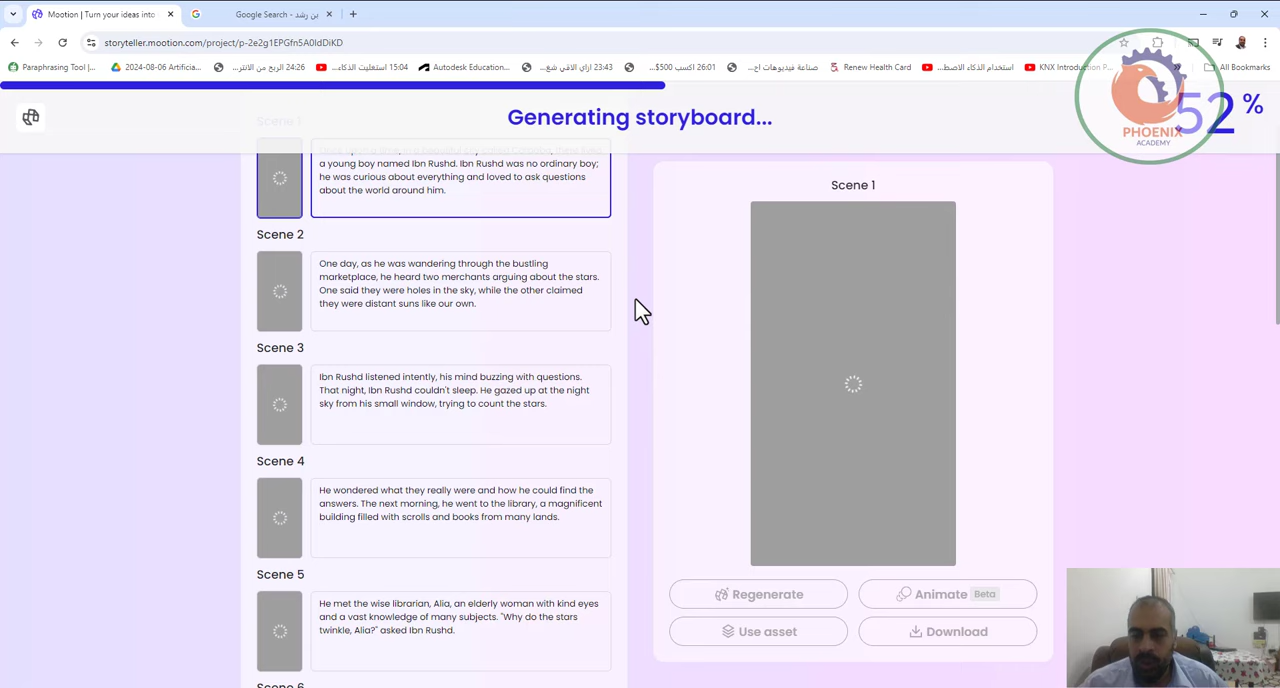 Mootion | Turn your ideas into
بن رشد - Google Search
storyteller.mootion.com/project/p-2e2g1EPGfn5A0ldDiKD
Paraphrasing Tool |...
2024-08-06 Artificia...
24:26 الربح من الانتر...
15:04 استغليت الذكاء...
Autodesk Education...
23:43 ازاي الاقي شغ...
26:01 اكسب 500$...
صناعة فيديوهات اح...
Renew Health Card
استخدام الذكاء الاصط...
KNX Introduction P...
All Bookmarks
Generating storyboard...
52 %
PHOENIX
ACADEMY
Scene 1
a young boy named Ibn Rushd. Ibn Rushd was no ordinary boy;
he was curious about everything and loved to ask questions
about the world around him.
Scene 2
One day, as he was wandering through the bustling
marketplace, he heard two merchants arguing about the stars.
One said they were holes in the sky, while the other claimed
they were distant suns like our own.
Scene 3
Ibn Rushd listened intently, his mind buzzing with questions.
That night, Ibn Rushd couldn't sleep. He gazed up at the night
sky from his small window, trying to count the stars.
Scene 4
He wondered what they really were and how he could find the
answers. The next morning, he went to the library, a magnificent
building filled with scrolls and books from many lands.
Scene 5
He met the wise librarian, Alia, an elderly woman with kind eyes
and a vast knowledge of many subjects. "Why do the stars
twinkle, Alia?" asked Ibn Rushd.
Scene 6
Scene 1
Regenerate
Animate Beta
Use asset
Download